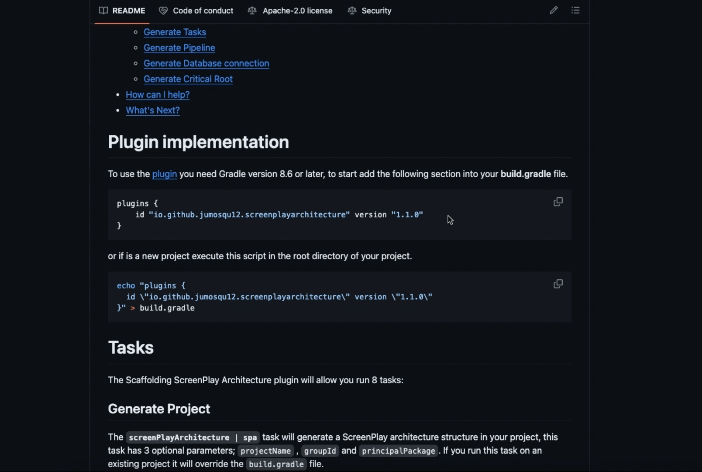 README Code of conduct Apache-2.0 license Security
Generate Tasks
Generate Pipeline
Generate Database connection
Generate Critical Root
How can I help?
What's Next?
Plugin implementation
To use the plugin you need Gradle version 8.6 or later, to start add the following section into your build.gradle file.
plugins {
id "io.github.jumosqu12.screenplayarchitecture" version "1.1.0"
}
or if is a new project execute this script in the root directory of your project.
echo "plugins {
id \"io.github.jumosqu12.screenplayarchitecture\" version \"1.1.0\"
}" > build.gradle
Tasks
The Scaffolding ScreenPlay Architecture plugin will allow you run 8 tasks:
Generate Project
The screenPlayArchitecture | spa task will generate a ScreenPlay architecture structure in your project, this
task has 3 optional parameters; projectName , groupId and principalPackage . If you run this task on an
existing project it will override the build.gradle file.